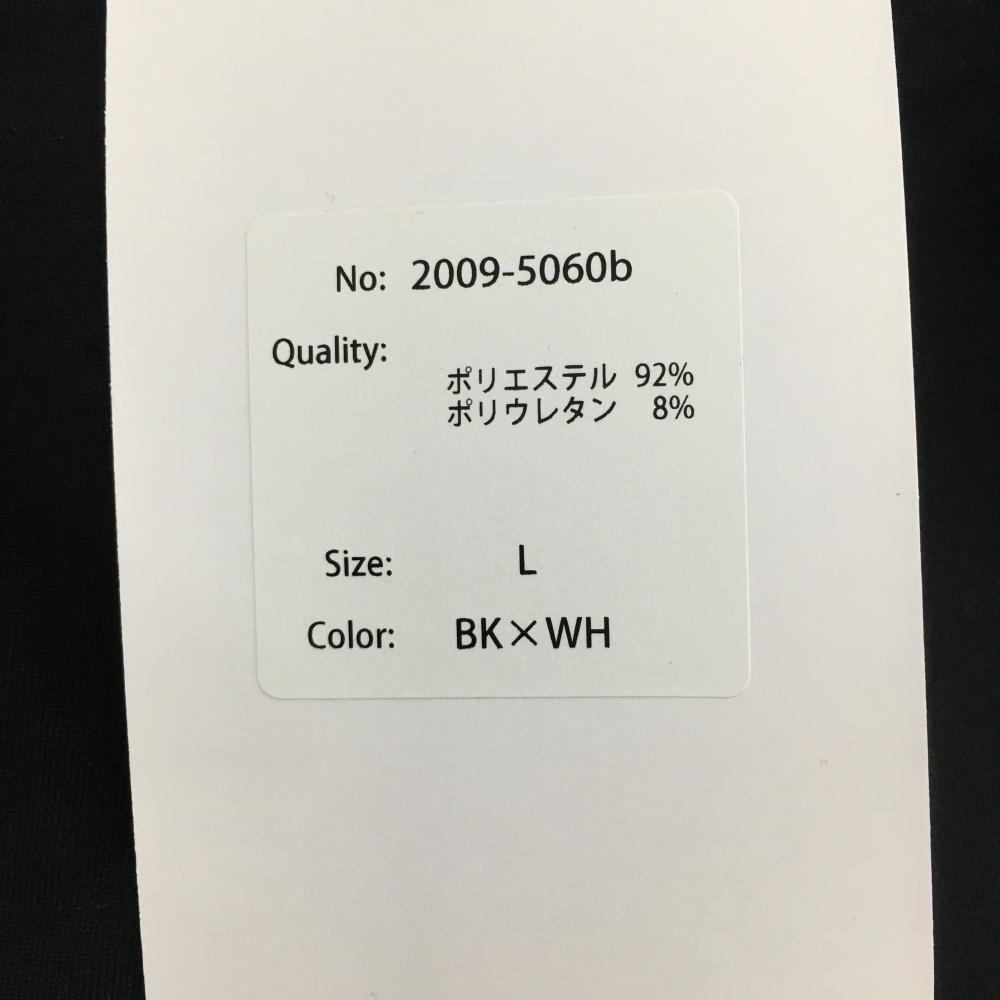 No: 2009-5060b
Quality:
ポリエステル 92%
ポリウレタン 8%
Size: L
Color: BK×WH